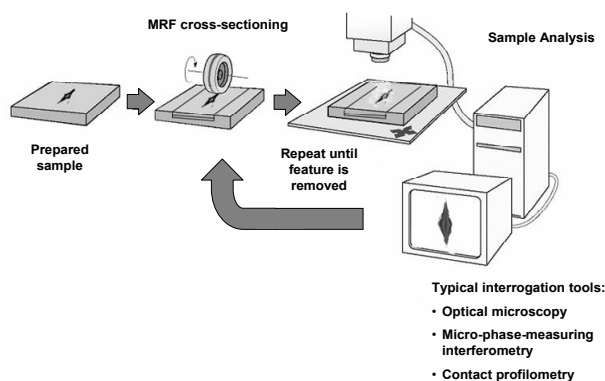 MRF cross-sectioning
Sample Analysis
Prepared
sample
Repeat until
feature is
removed
Typical interrogation tools:
• Optical microscopy
• Micro-phase-measuring
interferometry
• Contact profilometry